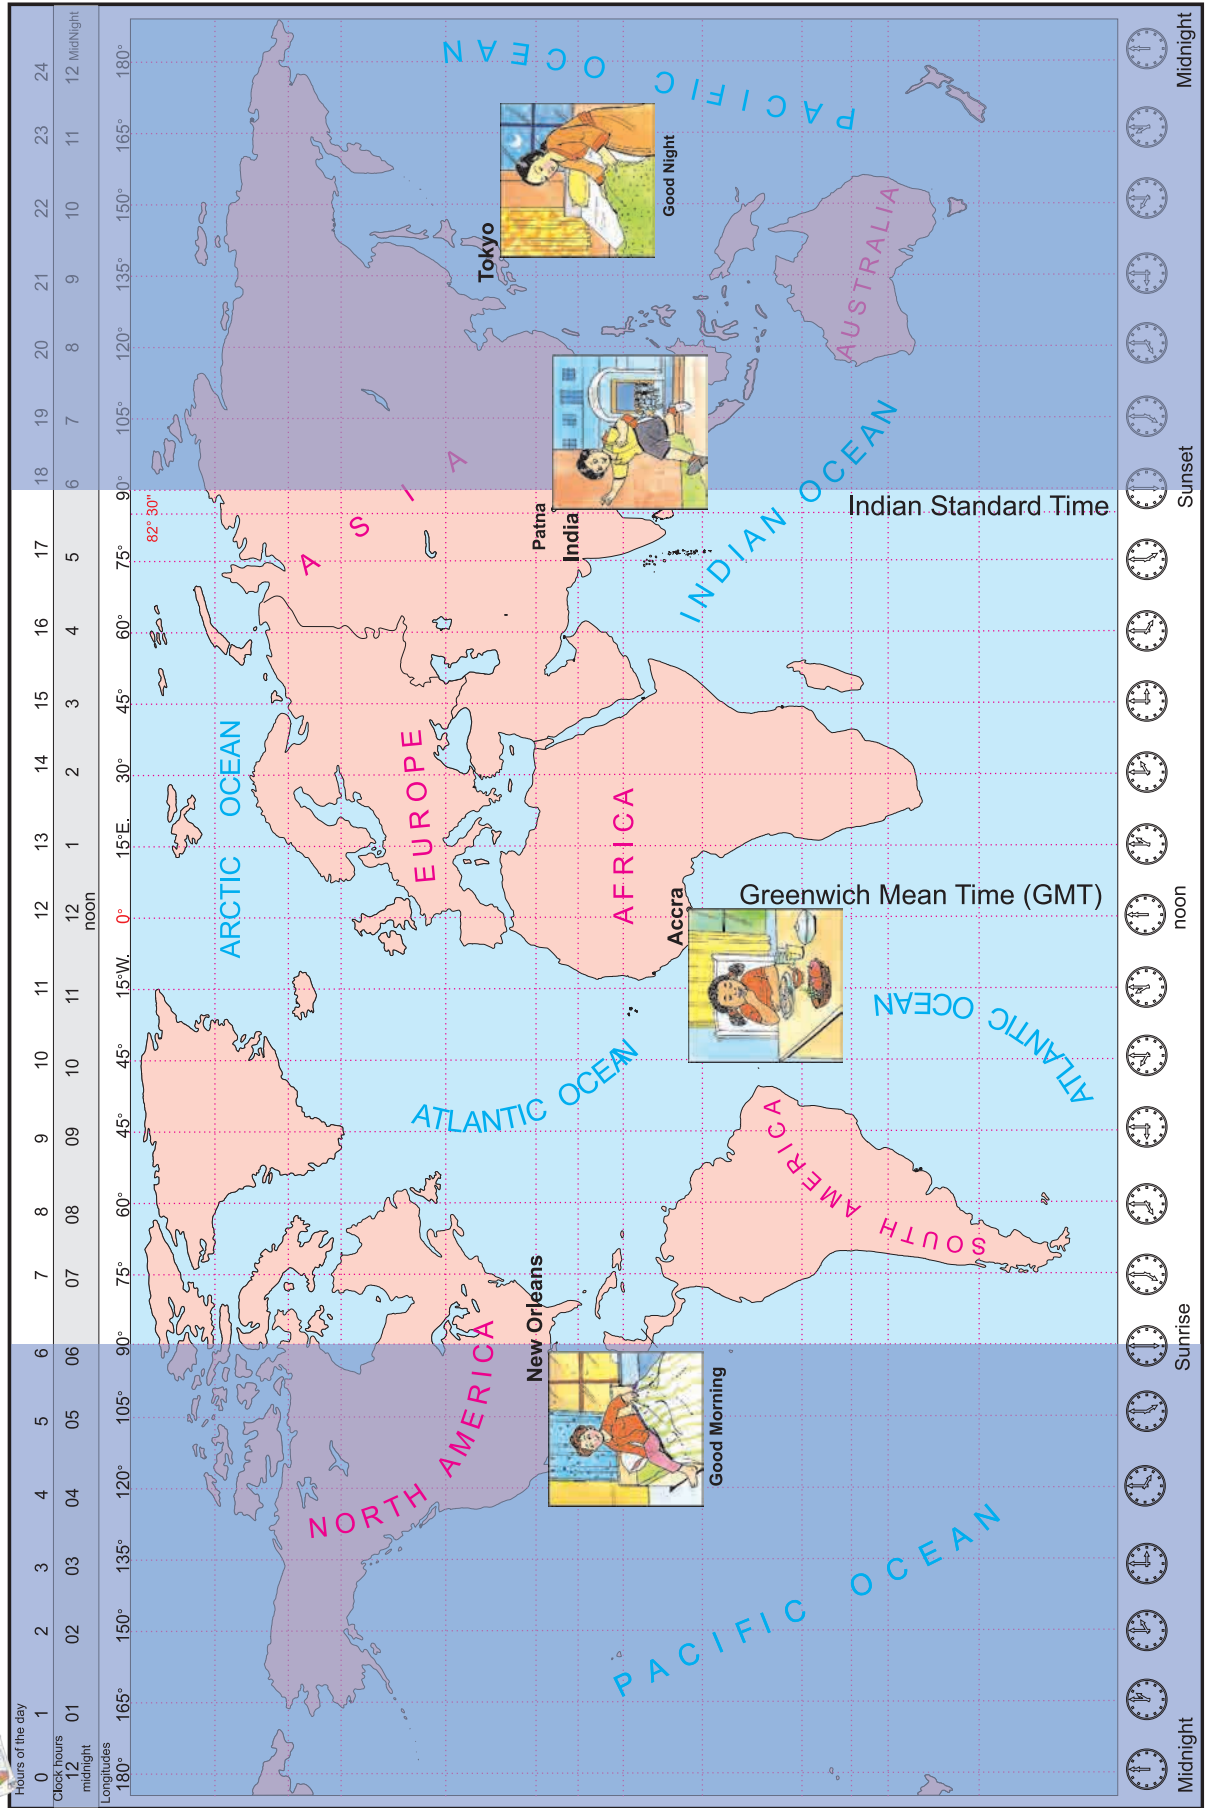 Hours of the day
0 1 2 3 4 5 6 7 8 9 10 11 12 13 14 15 16 17 18 19 20 21 22 23 24
Clock hours
12 01 02 03 04 05 06 07 08 09 10 11 12 1 2 3 4 5 6 7 8 9 10 11 12 MidNight
midnight
noon
Longitudes
180° 165° 150° 135° 120° 105° 90° 75° 60° 45° 45° 15°W. 0° 15°E. 30° 45° 60° 75° 90° 105° 120° 135° 150° 165° 180°
82° 30"
ARCTIC OCEAN
NORTH AMERICA
EUROPE
ASIA
ATLANTIC OCEAN
PACIFIC OCEAN
Tokyo
Good Night
New Orleans
Good Morning
Patna
India
AFRICA
Accra
PACIFIC OCEAN
SOUTH AMERICA
INDIAN OCEAN
AUSTRALIA
Greenwich Mean Time (GMT)
Indian Standard Time
ATLANTIC OCEAN
Midnight
Sunrise
noon
Sunset
Midnight